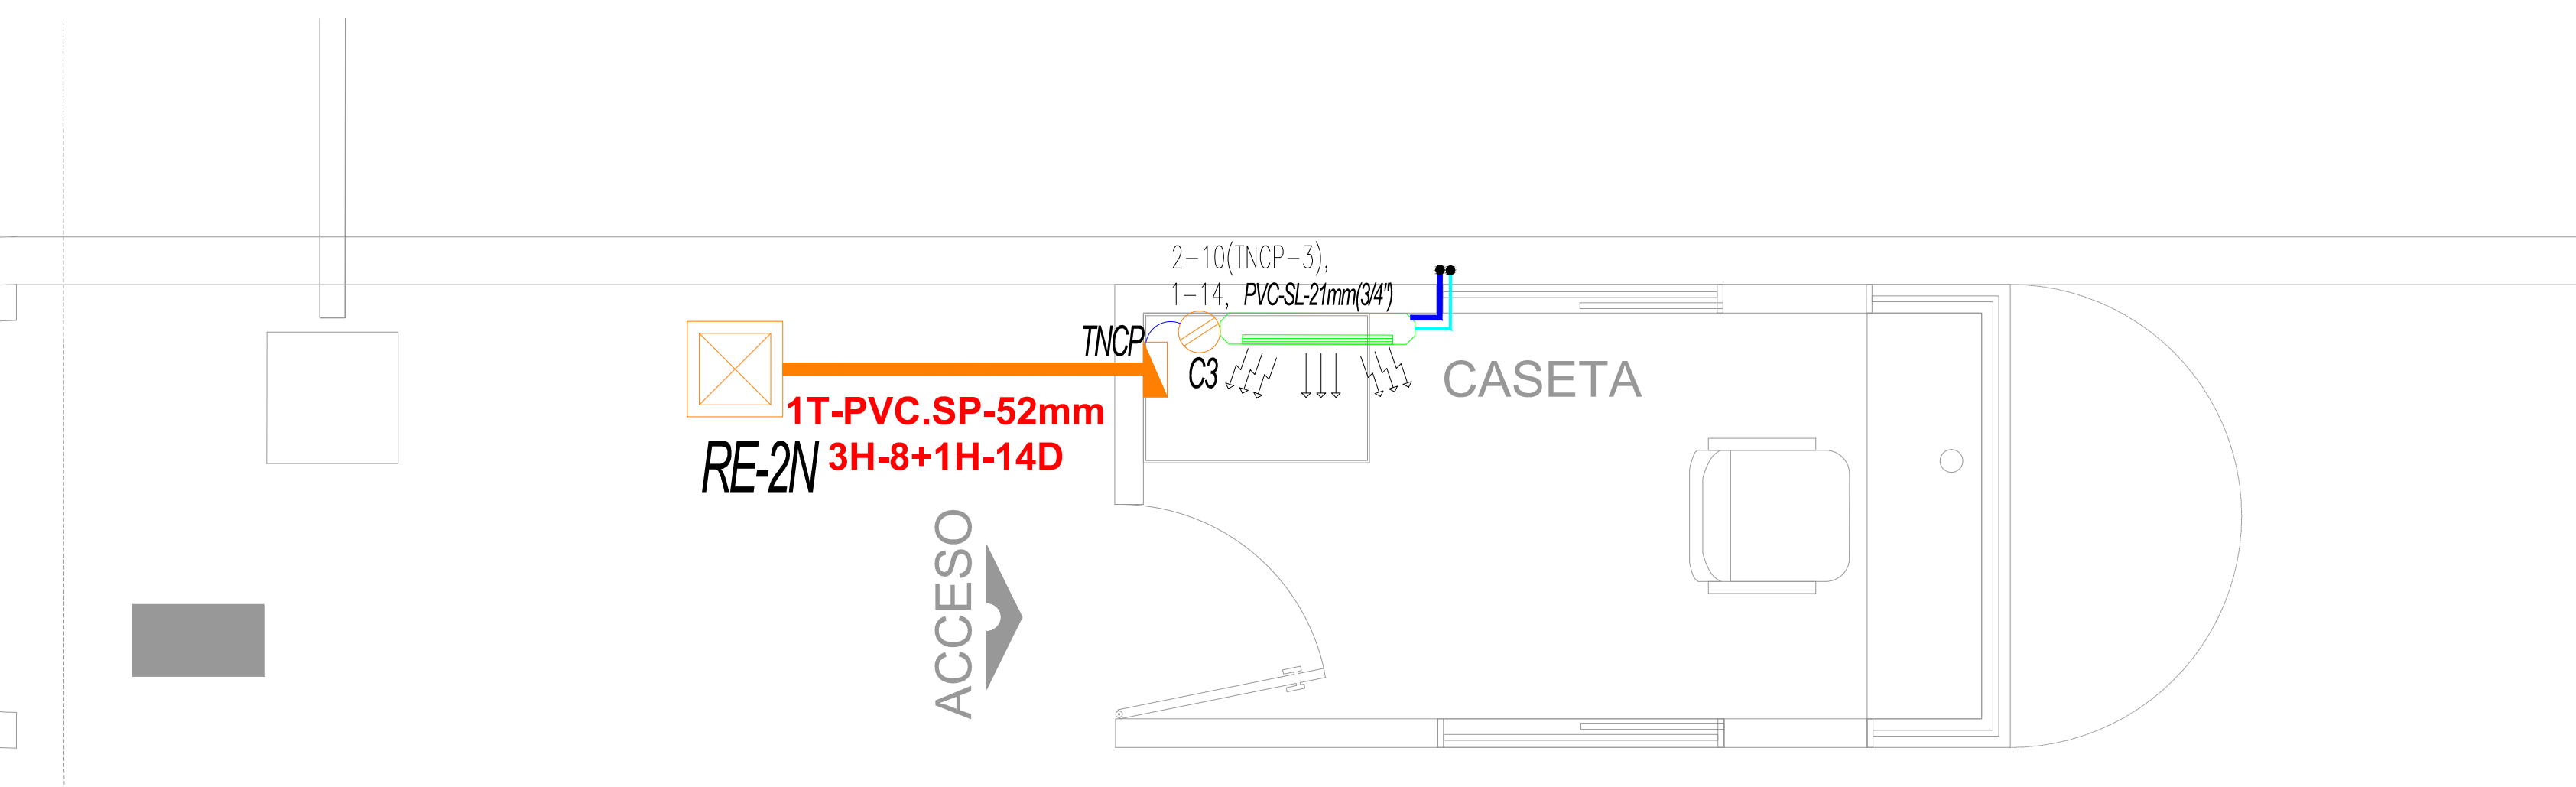 2-10(TNCP-3),
1-14, PVC-SL-21mm(3/4")
TNCP
C3
CASETA
1T-PVC.SP-52mm
3H-8+1H-14D
RE-2N
ACCESO